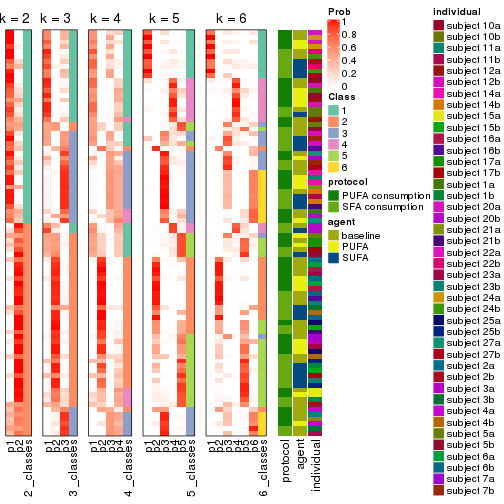 k = 2
k = 3
k = 4
k = 5
k = 6
p1
p2
2_classes
p1
p2
p3
3_classes
p1
p2
p3
p4
4_classes
p1
p2
p3
p4
p5
5_classes
p1
p2
p3
p4
p5
p6
6_classes
protocol
agent
individual
Prob
1
0.8
0.6
0.4
0.2
0
Class
1
2
3
4
5
6
protocol
PUFA consumption
SFA consumption
agent
baseline
PUFA
SUFA
individual
subject 10a
subject 10b
subject 11a
subject 11b
subject 12a
subject 12b
subject 14a
subject 14b
subject 15a
subject 15b
subject 16a
subject 16b
subject 17a
subject 17b
subject 1a
subject 1b
subject 20a
subject 20b
subject 21a
subject 21b
subject 22a
subject 22b
subject 23a
subject 23b
subject 24a
subject 24b
subject 25a
subject 25b
subject 27a
subject 27b
subject 2a
subject 2b
subject 3a
subject 3b
subject 4a
subject 4b
subject 5a
subject 5b
subject 6a
subject 6b
subject 7a
subject 7b